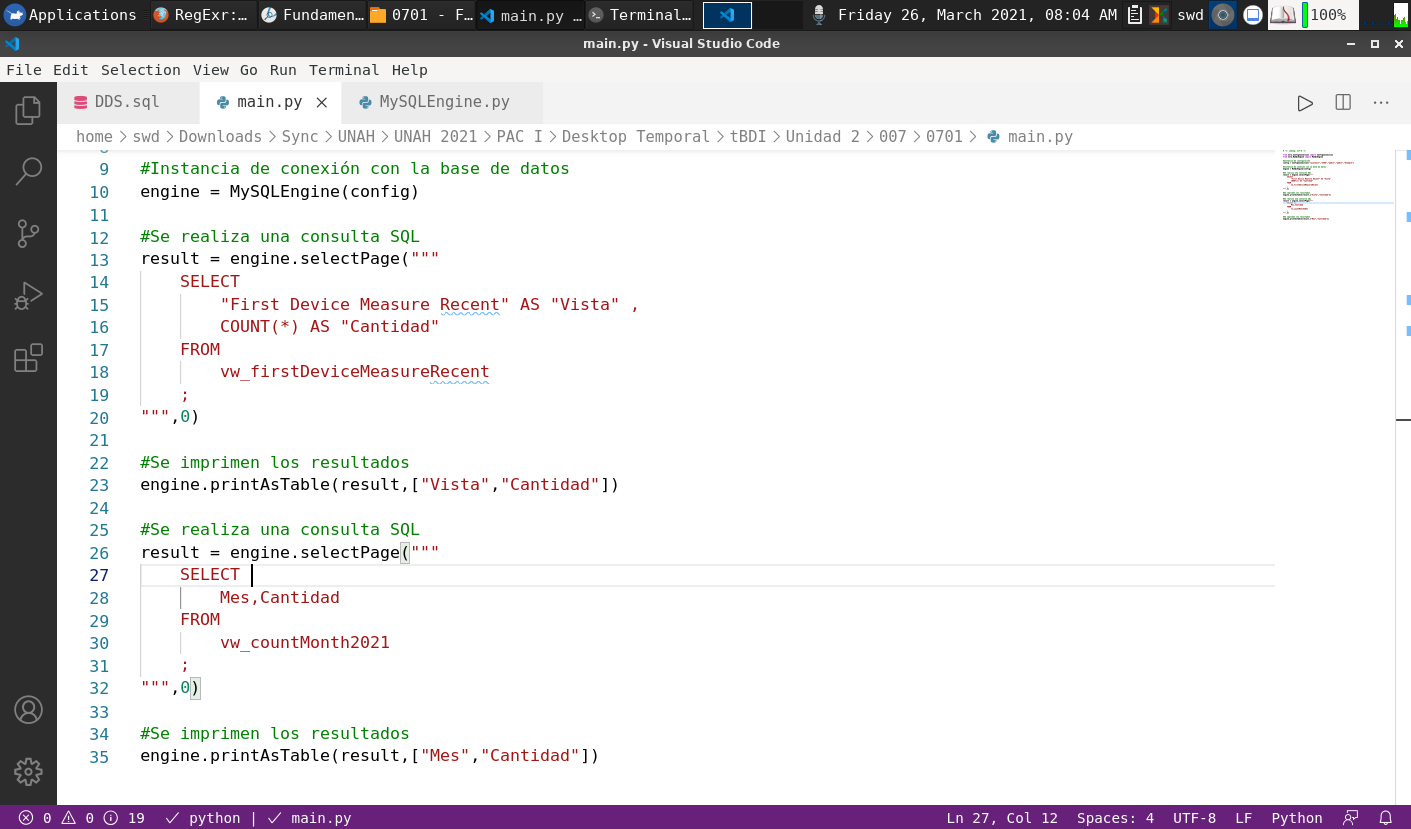 Applications RegExr:... Fundamen... 0701 - F... main.py ... Terminal... Friday 26, March 2021, 08:04 AM swd 100%
main.py - Visual Studio Code
File Edit Selection View Go Run Terminal Help
DDS.sql main.py MySQLEngine.py
home > swd > Downloads > Sync > UNAH > UNAH 2021 > PAC I > Desktop Temporal > tBDI > Unidad 2 > 007 > 0701 > main.py
9 #Instancia de conexión con la base de datos
10 engine = MySQLEngine(config)
11
12 #Se realiza una consulta SQL
13 result = engine.selectPage("""
14 SELECT
15 "First Device Measure Recent" AS "Vista" ,
16 COUNT(*) AS "Cantidad"
17 FROM
18 vw_firstDeviceMeasureRecent
19 ;
20 """,0)
21
22 #Se imprimen los resultados
23 engine.printAsTable(result,["Vista","Cantidad"])
24
25 #Se realiza una consulta SQL
26 result = engine.selectPage("""
27 SELECT
28 Mes,Cantidad
29 FROM
30 vw_countMonth2021
31 ;
32 """,0)
33
34 #Se imprimen los resultados
35 engine.printAsTable(result,["Mes","Cantidad"])
0 0 19 python | main.py Ln 27, Col 12 Spaces: 4 UTF-8 LF Python